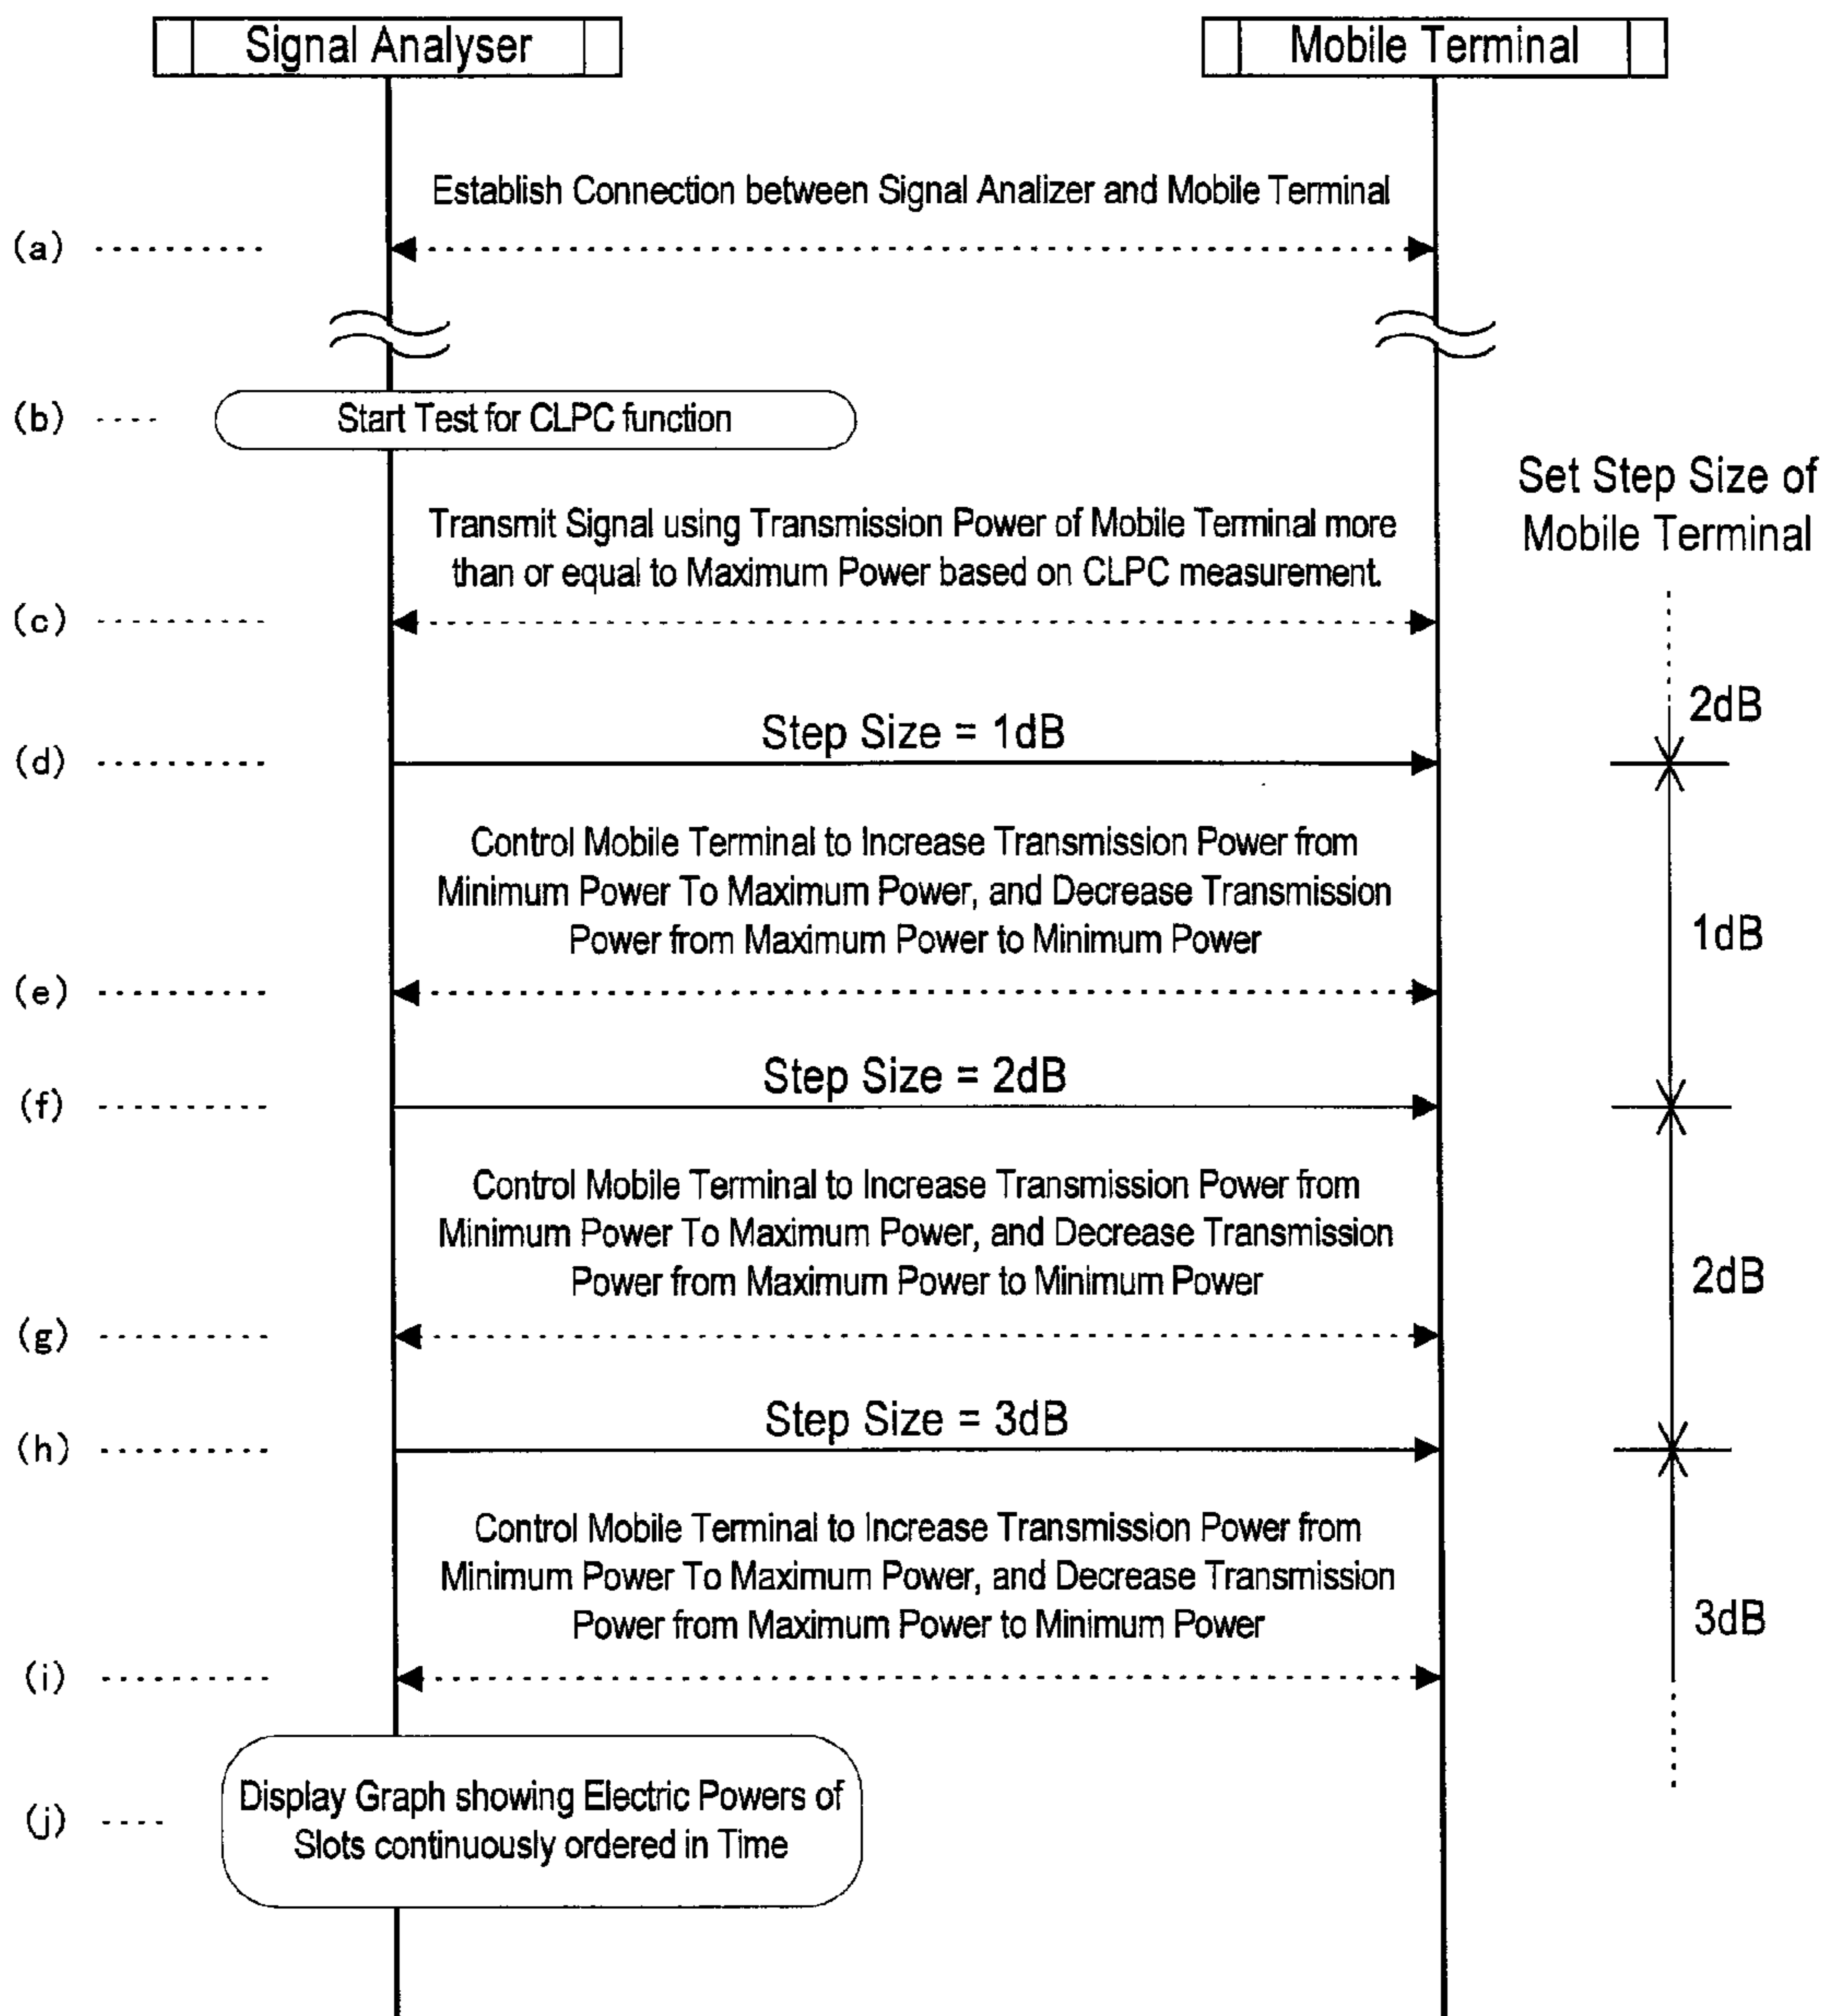 Signal Analyser
Mobile Terminal
Establish Connection between Signal Analizer and Mobile Terminal
(a)
(b)
Start Test for CLPC function
Set Step Size of
Mobile Terminal
Transmit Signal using Transmission Power of Mobile Terminal more
than or equal to Maximum Power based on CLPC measurement.
(c)
2dB
Step Size = 1dB
(d)
Control Mobile Terminal to Increase Transmission Power from
Minimum Power To Maximum Power, and Decrease Transmission
Power from Maximum Power to Minimum Power
1dB
(e)
Step Size = 2dB
(f)
Control Mobile Terminal to Increase Transmission Power from
Minimum Power To Maximum Power, and Decrease Transmission
Power from Maximum Power to Minimum Power
2dB
(g)
Step Size = 3dB
(h)
Control Mobile Terminal to Increase Transmission Power from
Minimum Power To Maximum Power, and Decrease Transmission
Power from Maximum Power to Minimum Power
3dB
(i)
Display Graph showing Electric Powers of
Slots continuously ordered in Time
(j)